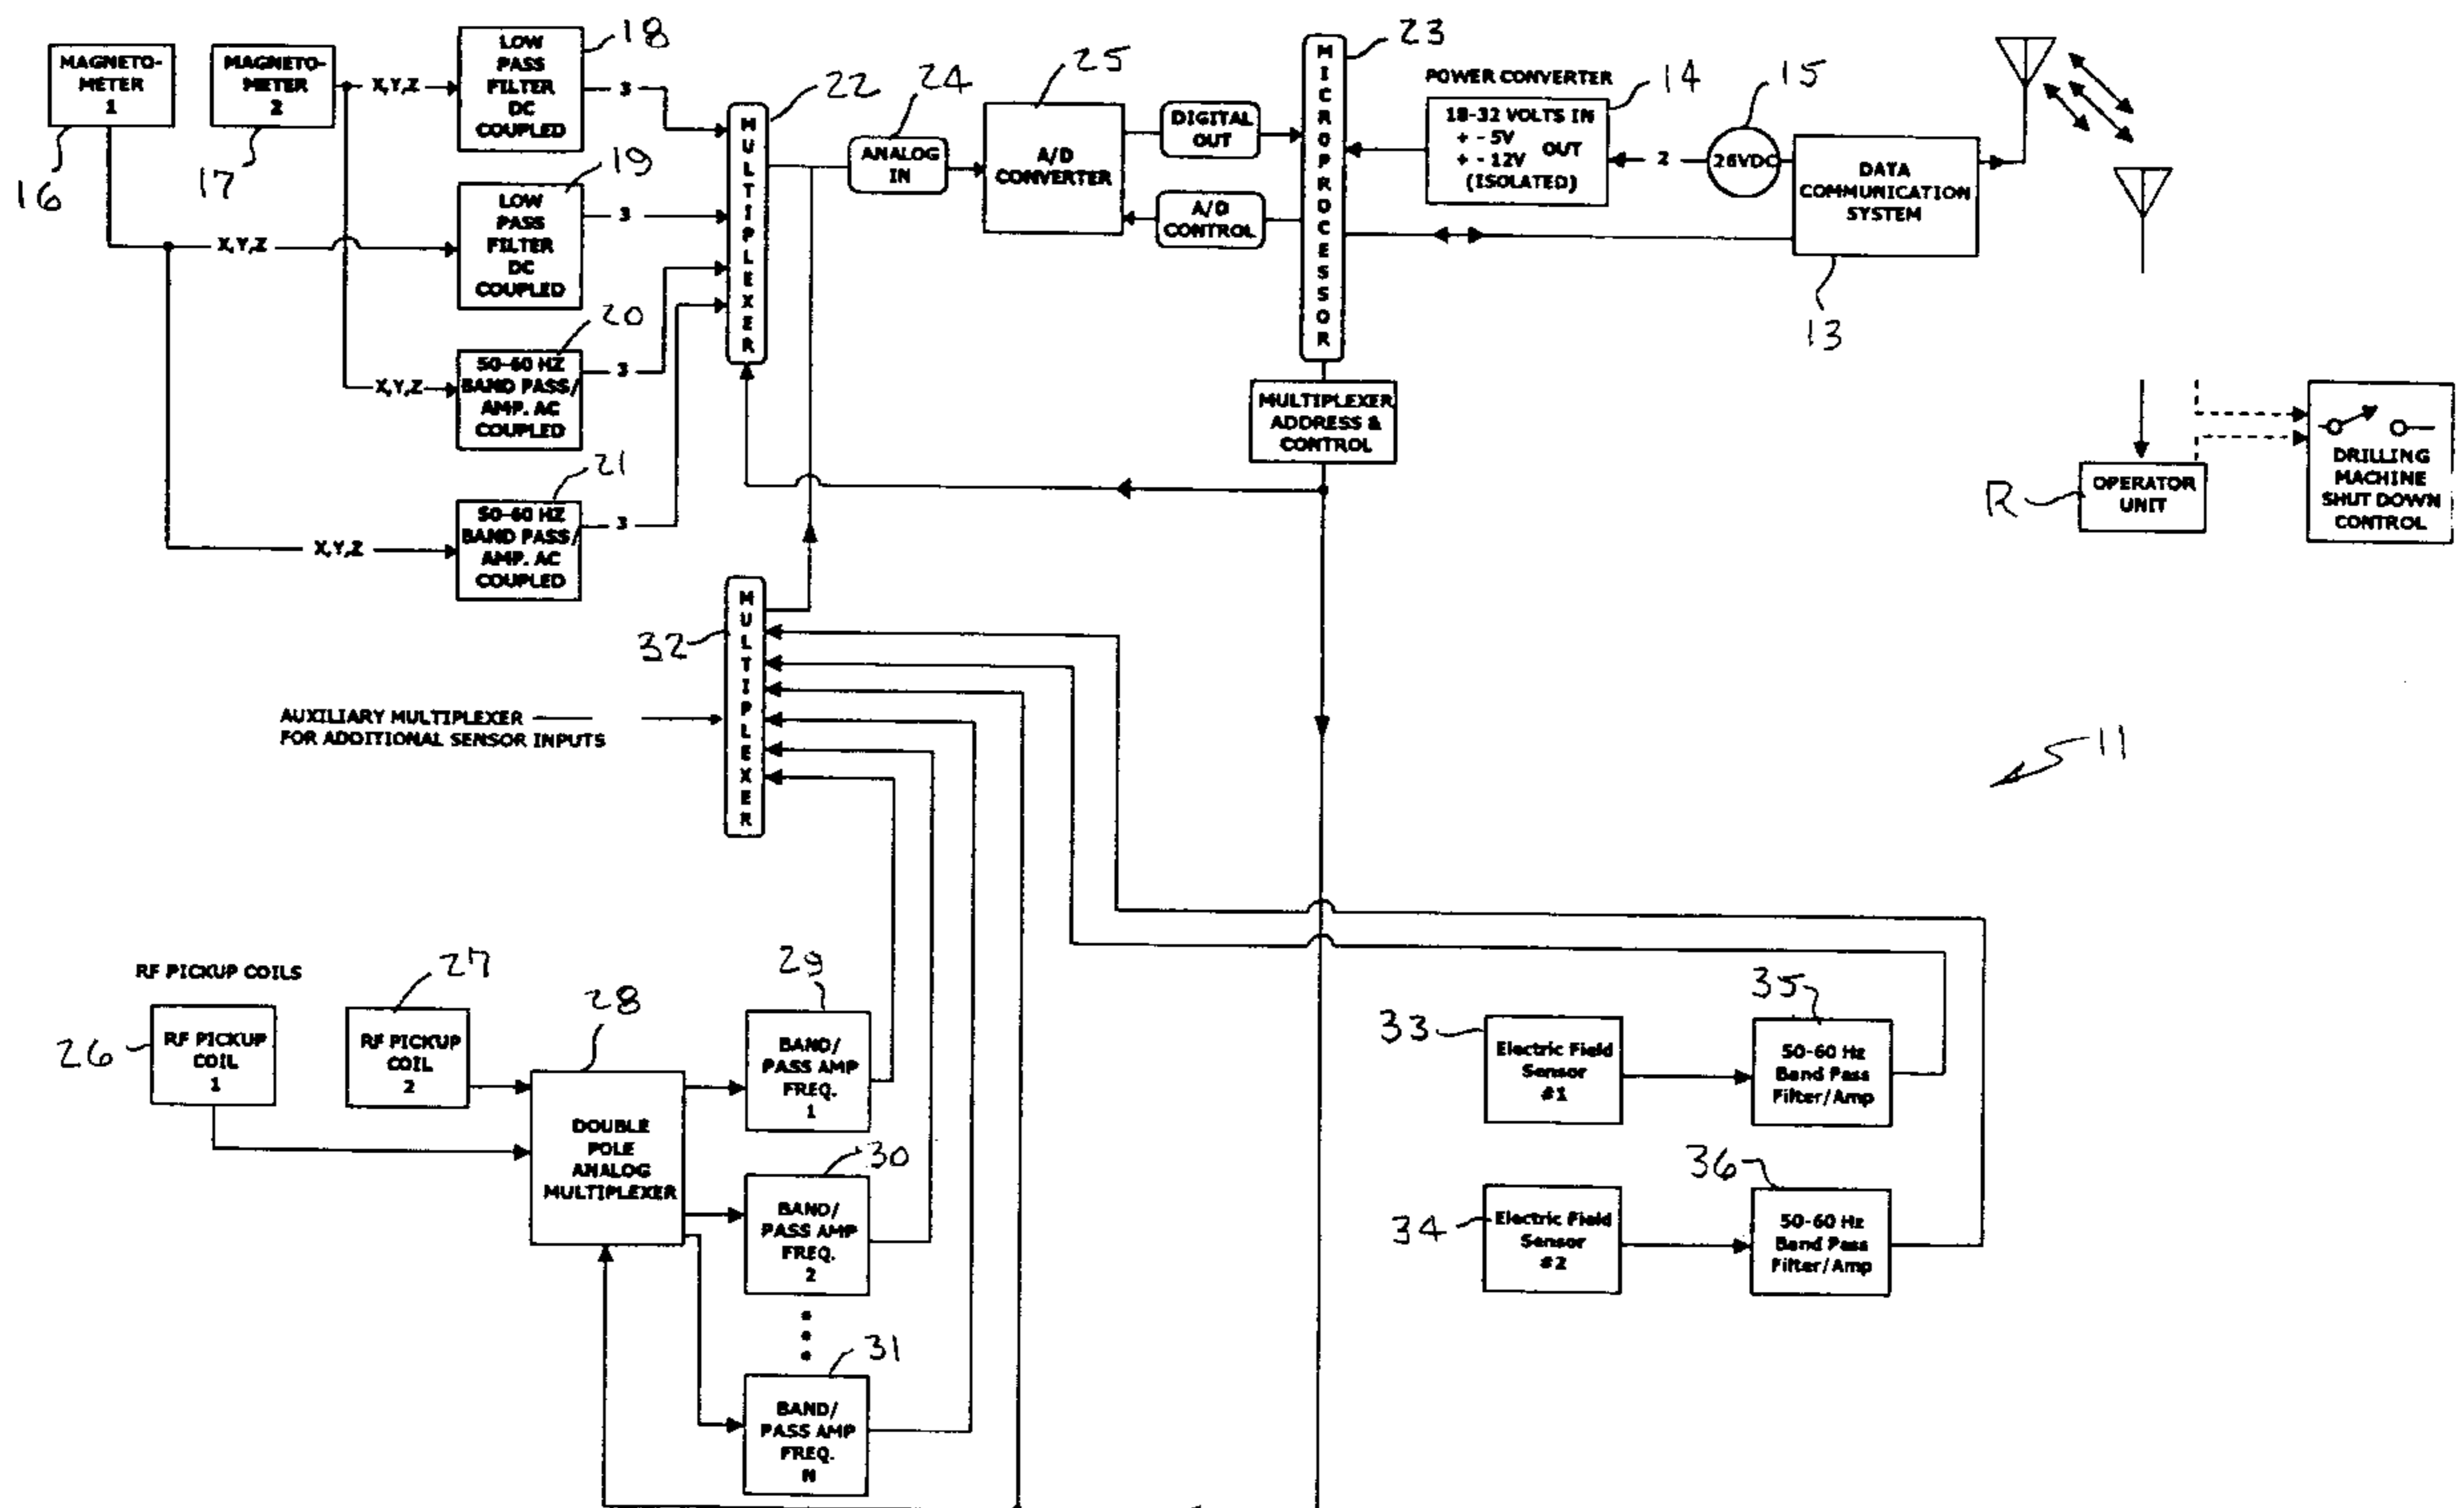 MAGNETO-
METER
1
16
MAGNETO-
METER
2
17
X,Y,Z
LOW
PASS
FILTER
DC
COUPLED
18
3
X,Y,Z
LOW
PASS
FILTER
DC
COUPLED
19
3
X,Y,Z
50-60 HZ
BAND PASS/
AMP. AC
COUPLED
20
3
X,Y,Z
50-60 HZ
BAND PASS/
AMP. AC
COUPLED
21
3
MULTIPLEXER
22
ANALOG
IN
24
A/D
CONVERTER
25
DIGITAL
OUT
A/D
CONTROL
MICROPROCESSOR
23
POWER CONVERTER
18-32 VOLTS IN
+ - 5V
+ - 12V OUT
(ISOLATED)
14
2
26VDC
15
DATA
COMMUNICATION
SYSTEM
13
MULTIPLEXER
ADDRESS &
CONTROL
R
OPERATOR
UNIT
DRILLING
MACHINE
SHUT DOWN
CONTROL
MULTIPLEXER
32
AUXILIARY MULTIPLEXER
FOR ADDITIONAL SENSOR INPUTS
11
RF PICKUP COILS
RF PICKUP
COIL
1
26
RF PICKUP
COIL
2
27
DOUBLE
POLE
ANALOG
MULTIPLEXER
28
BAND/
PASS AMP
FREQ.
1
29
BAND/
PASS AMP
FREQ.
2
30
BAND/
PASS AMP
FREQ.
N
31
Electric Field
Sensor
#1
33
50-60 Hz
Band Pass
Filter/Amp
35
Electric Field
Sensor
#2
34
50-60 Hz
Band Pass
Filter/Amp
36